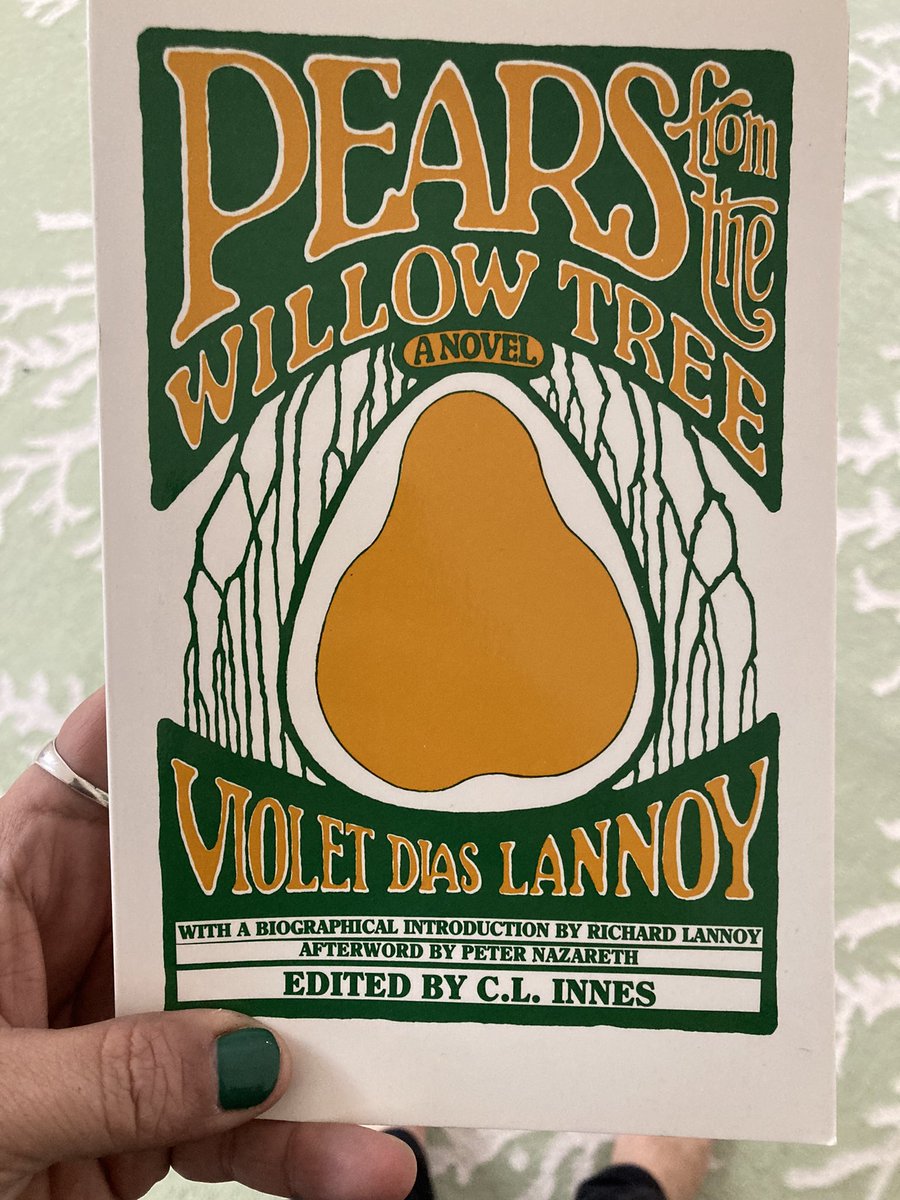 PEARS from the
WILLOW TREE
A NOVEL
VIOLET DIAS LANNOY
WITH A BIOGRAPHICAL INTRODUCTION BY RICHARD LANNOY
AFTERWORD BY PETER NAZARETH
EDITED BY C.L. INNES